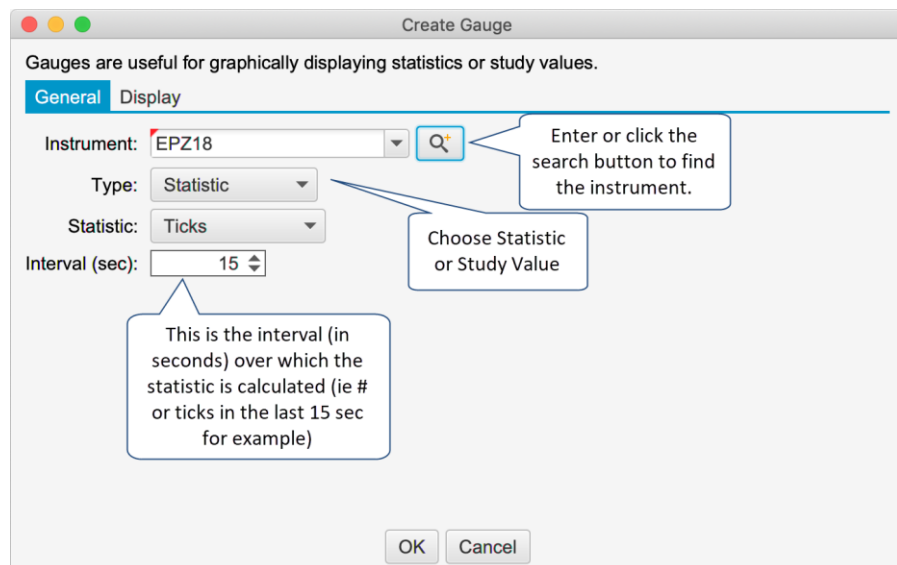 Create Gauge
Gauges are useful for graphically displaying statistics or study values.
General Display
Instrument: EPZ18
Enter or click the
search button to find
the instrument.
Type: Statistic
Choose Statistic
or Study Value
Statistic: Ticks
Interval (sec): 15
This is the interval (in
seconds) over which the
statistic is calculated (ie #
or ticks in the last 15 sec
for example)
OK Cancel